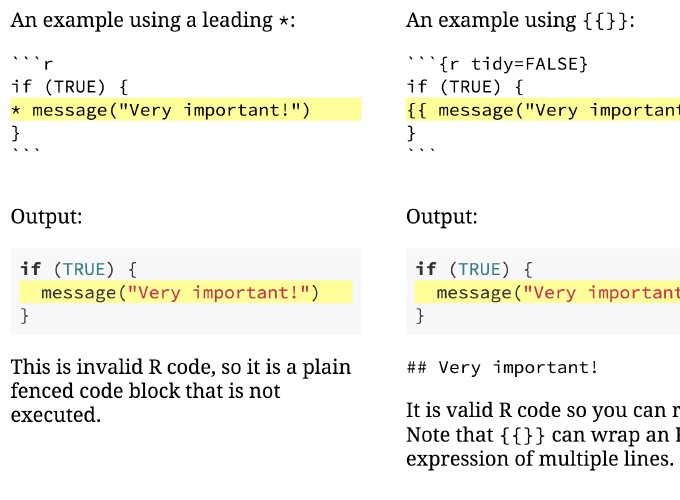 An example using a leading *:
```r
if (TRUE) {
* message("Very important!")
}
```
Output:
if (TRUE) {
  message("Very important!")
}
This is invalid R code, so it is a plain
fenced code block that is not
executed.
An example using {{}}:
```{r tidy=FALSE}
if (TRUE) {
{{ message("Very important
}
```
Output:
if (TRUE) {
  message("Very important
}
## Very important!
It is valid R code so you can
Note that {{}} can wrap an
expression of multiple lines.